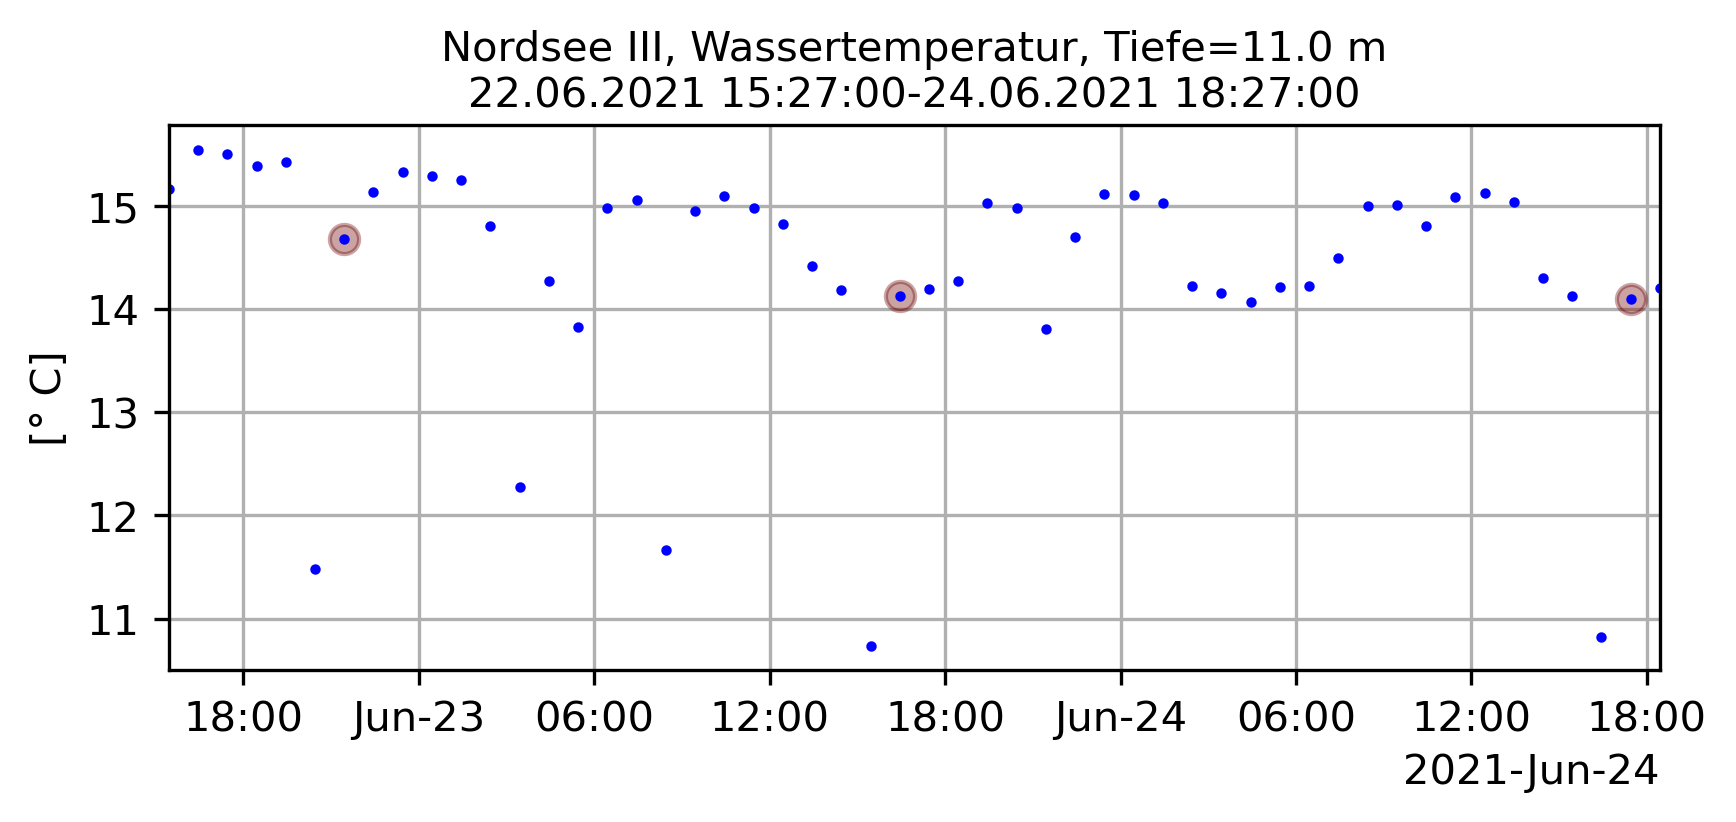 Nordsee III, Wassertemperatur, Tiefe=11.0 m
22.06.2021 15:27:00-24.06.2021 18:27:00
[° C]
15
14
13
12
11
18:00 Jun-23 06:00 12:00 18:00 Jun-24 06:00 12:00 18:00
2021-Jun-24